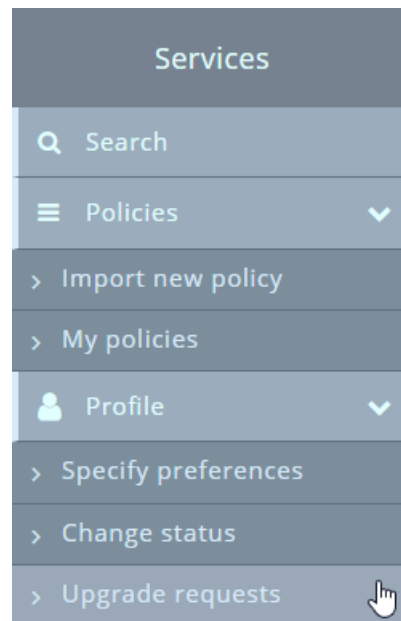 Services
Search
Policies
Import new policy
My policies
Profile
Specify preferences
Change status
Upgrade requests